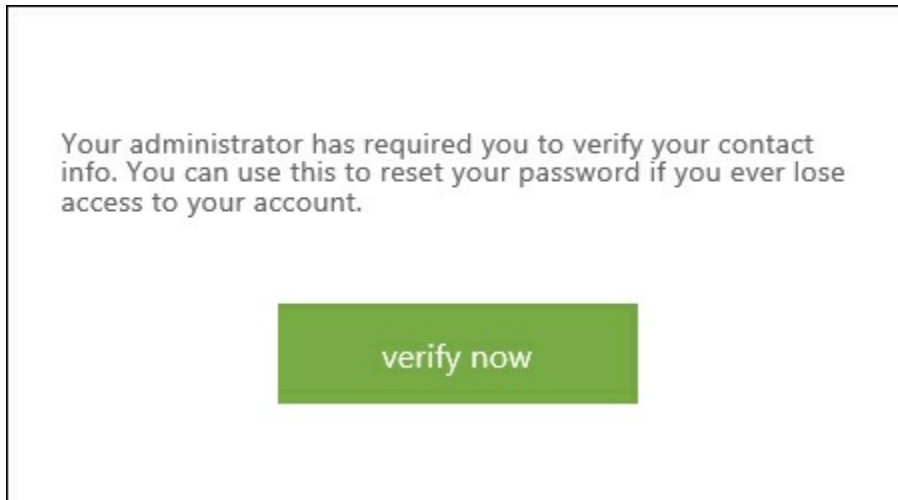 Your administrator has required you to verify your contact
info. You can use this to reset your password if you ever lose
access to your account.
verify now